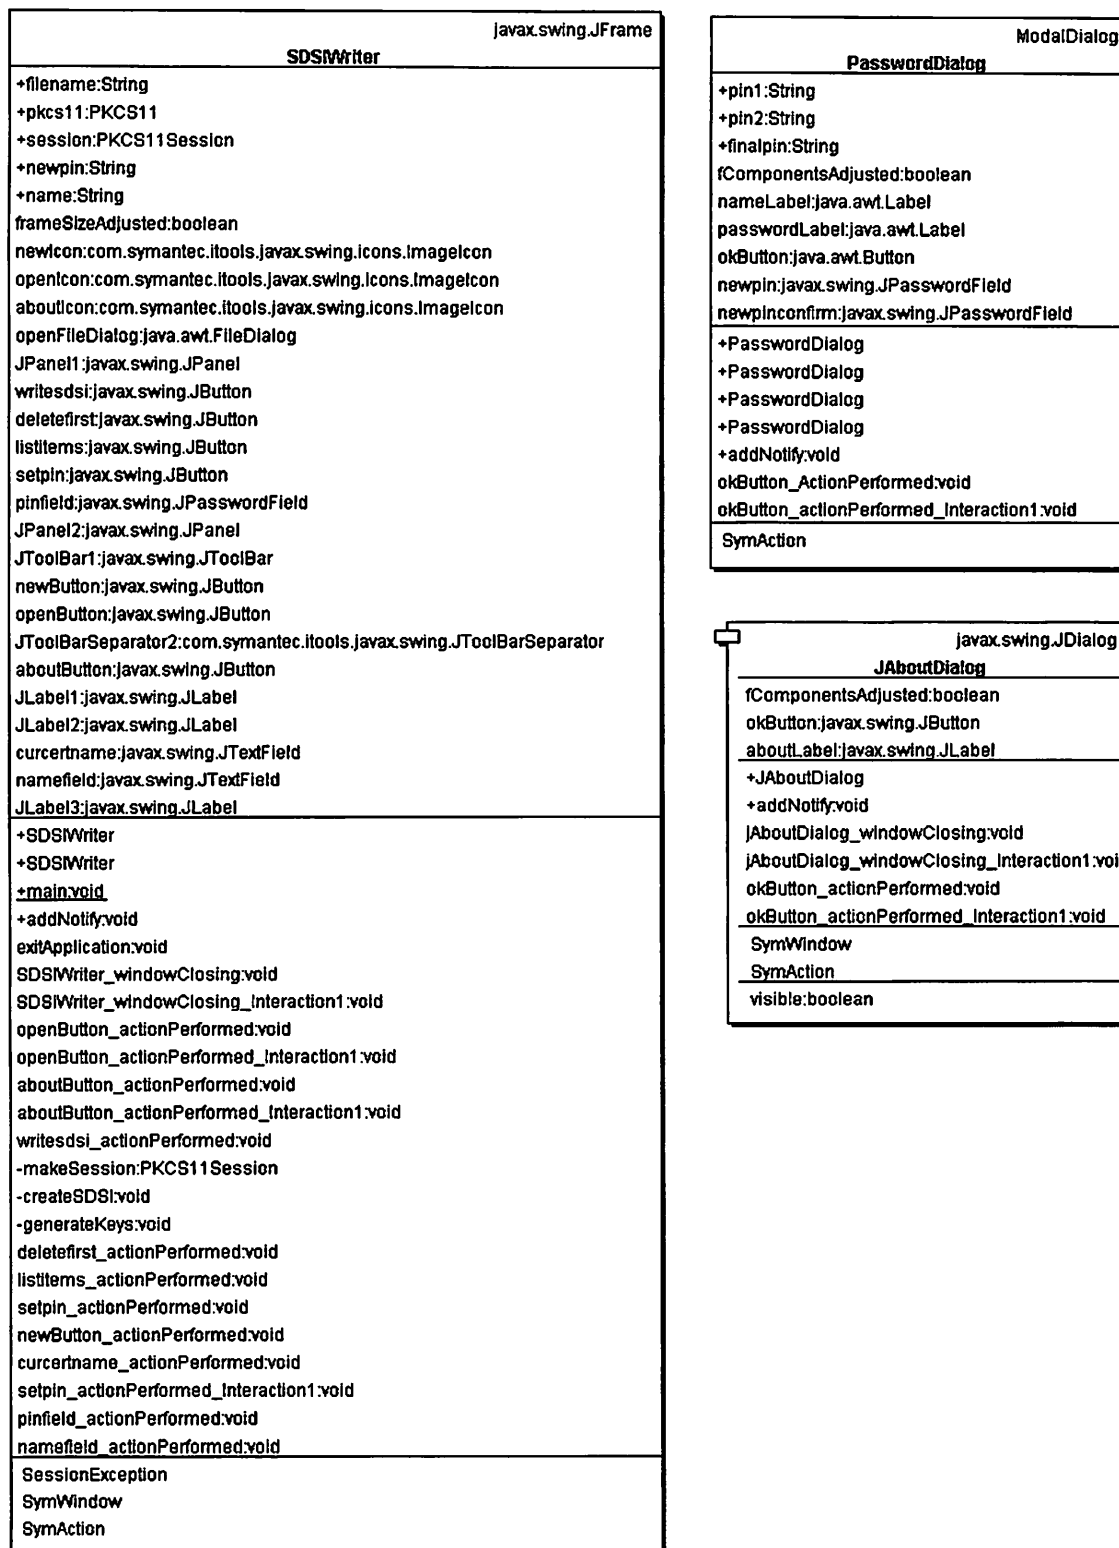 javax.swing.JFrame
SDSIWriter
+filename:String
+pkcs11:PKCS11
+session:PKCS11Session
+newpin:String
+name:String
frameSizeAdjusted:boolean
newIcon:com.symantec.itools.javax.swing.icons.ImageIcon
openIcon:com.symantec.itools.javax.swing.icons.ImageIcon
aboutIcon:com.symantec.itools.javax.swing.icons.ImageIcon
openFileDialog:java.awt.FileDialog
JPanel1:javax.swing.JPanel
writesdsi:javax.swing.JButton
deletefirst:javax.swing.JButton
listitems:javax.swing.JButton
setpin:javax.swing.JButton
pinfield:javax.swing.JPasswordField
JPanel2:javax.swing.JPanel
JToolBar1:javax.swing.JToolBar
newButton:javax.swing.JButton
openButton:javax.swing.JButton
JToolBarSeparator2:com.symantec.itools.javax.swing.JToolBarSeparator
aboutButton:javax.swing.JButton
JLabel1:javax.swing.JLabel
JLabel2:javax.swing.JLabel
curcertname:javax.swing.JTextField
namefield:javax.swing.JTextField
JLabel3:javax.swing.JLabel
+SDSIWriter
+SDSIWriter
+main:void
+addNotify:void
exitApplication:void
SDSIWriter_windowClosing:void
SDSIWriter_windowClosing_Interaction1:void
openButton_actionPerformed:void
openButton_actionPerformed_Interaction1:void
aboutButton_actionPerformed:void
aboutButton_actionPerformed_Interaction1:void
writesdsi_actionPerformed:void
-makeSession:PKCS11Session
-createSDSI:void
-generateKeys:void
deletefirst_actionPerformed:void
listitems_actionPerformed:void
setpin_actionPerformed:void
newButton_actionPerformed:void
curcertname_actionPerformed:void
setpin_actionPerformed_Interaction1:void
pinfield_actionPerformed:void
namefield_actionPerformed:void
SessionException
SymWindow
SymAction
ModalDialog
PasswordDialog
+pin1:String
+pin2:String
+finalpin:String
fComponentsAdjusted:boolean
nameLabel:java.awt.Label
passwordLabel:java.awt.Label
okButton:java.awt.Button
newpin:javax.swing.JPasswordField
newpinconfirm:javax.swing.JPasswordField
+PasswordDialog
+PasswordDialog
+PasswordDialog
+PasswordDialog
+addNotify:void
okButton_ActionPerformed:void
okButton_actionPerformed_Interaction1:void
SymAction
javax.swing.JDialog
JAboutDialog
fComponentsAdjusted:boolean
okButton:javax.swing.JButton
aboutLabel:javax.swing.JLabel
+JAboutDialog
+addNotify:void
jAboutDialog_windowClosing:void
jAboutDialog_windowClosing_Interaction1:voi
okButton_actionPerformed:void
okButton_actionPerformed_Interaction1:void
SymWindow
SymAction
visible:boolean